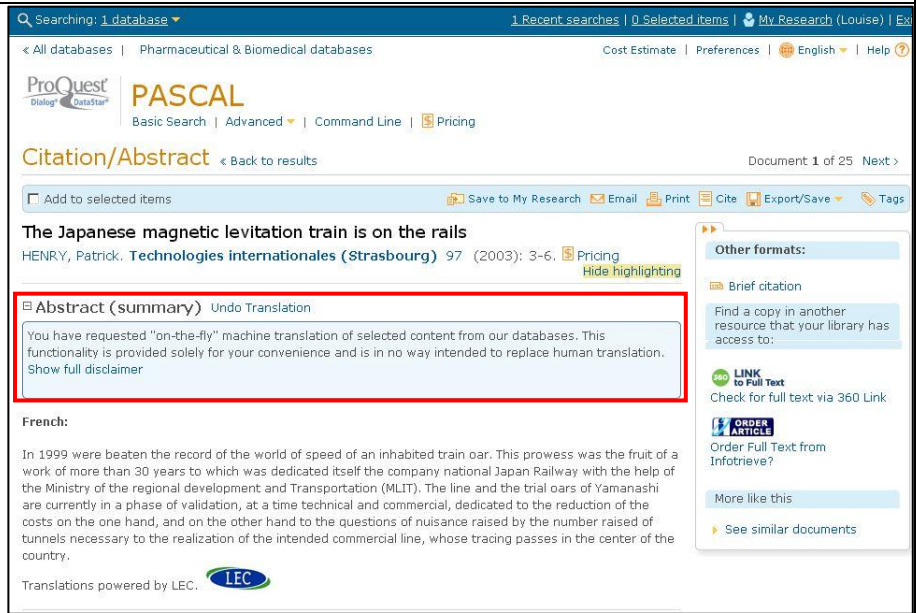 Searching: 1 database
1 Recent searches | 0 Selected items | My Research (Louise) | Ex
« All databases | Pharmaceutical & Biomedical databases
Cost Estimate | Preferences | English | Help ?
ProQuest
Dialog DataStar
PASCAL
Basic Search | Advanced | Command Line | $ Pricing
Citation/Abstract « Back to results
Document 1 of 25 Next >
Add to selected items
Save to My Research Email Print Cite Export/Save Tags
The Japanese magnetic levitation train is on the rails
HENRY, Patrick. Technologies internationales (Strasbourg) 97 (2003): 3-6. $ Pricing
Hide highlighting
Abstract (summary) Undo Translation
You have requested "on-the-fly" machine translation of selected content from our databases. This
functionality is provided solely for your convenience and is in no way intended to replace human translation.
Show full disclaimer
French:
In 1999 were beaten the record of the world of speed of an inhabited train oar. This prowess was the fruit of a
work of more than 30 years to which was dedicated itself the company national Japan Railway with the help of
the Ministry of the regional development and Transportation (MLIT). The line and the trial oars of Yamanashi
are currently in a phase of validation, at a time technical and commercial, dedicated to the reduction of the
costs on the one hand, and on the other hand to the questions of nuisance raised by the number raised of
tunnels necessary to the realization of the intended commercial line, whose tracing passes in the center of the
country.
Translations powered by LEC. LEC
Other formats:
Brief citation
Find a copy in another
resource that your library has
access to:
360 LINK
to Full Text
Check for full text via 360 Link
ORDER
ARTICLE
Order Full Text from
Infotrieve?
More like this
See similar documents